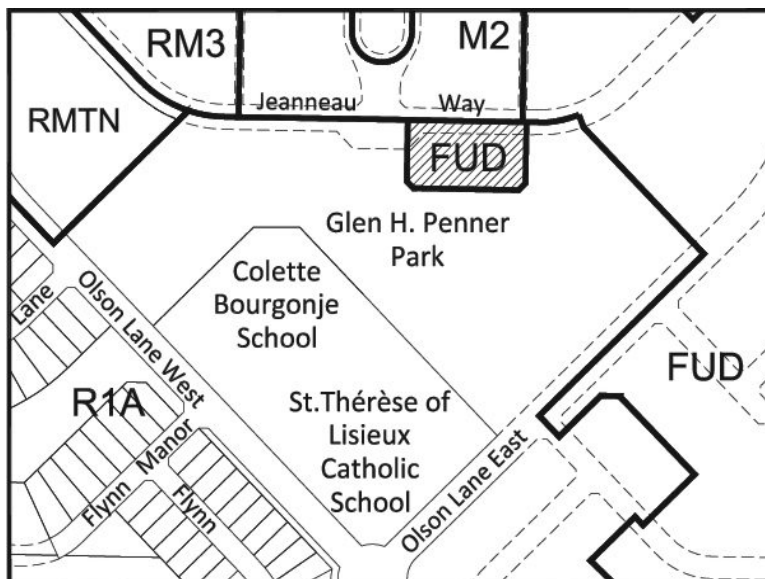 RM3
M2
Jeanneau Way
RMTN
FUD
Glen H. Penner
Park
Colette
Bourgonje
School
Lane
Olson Lane West
FUD
R1A
St.Thérèse of
Lisieux
Catholic
School
Flynn Manor
Flynn
Olson Lane East